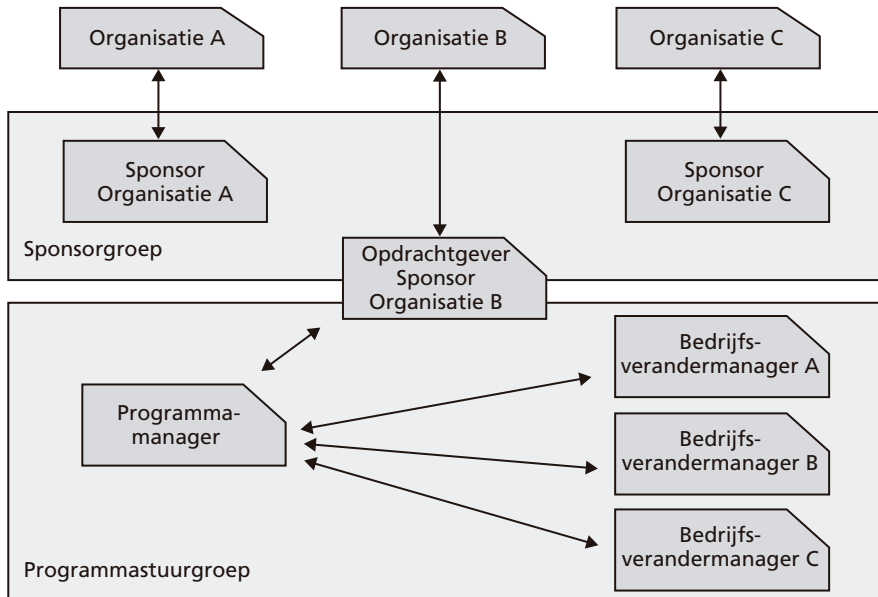 Organisatie A
Organisatie B
Organisatie C
Sponsor
Organisatie A
Sponsor
Organisatie C
Sponsorgroep
Opdrachtgever
Sponsor
Organisatie B
Bedrijfs-
verandermanager A
Programma-
manager
Bedrijfs-
verandermanager B
Bedrijfs-
verandermanager C
Programmastuurgroep